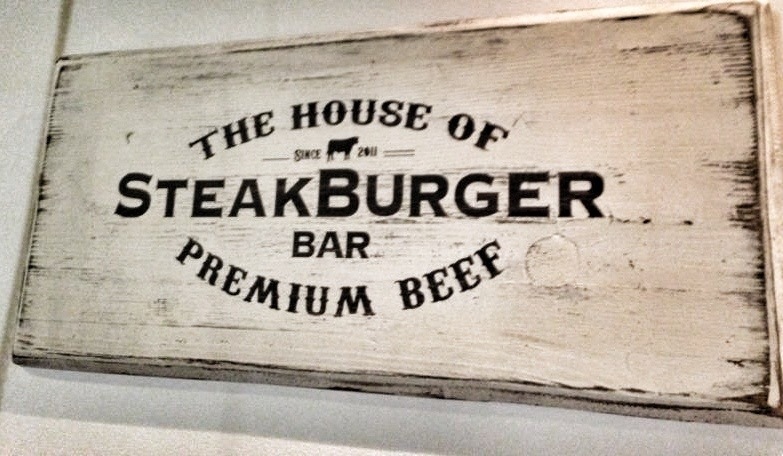 THE HOUSE OF
SINCE 2011
STEAKBURGER
BAR
PREMIUM BEEF